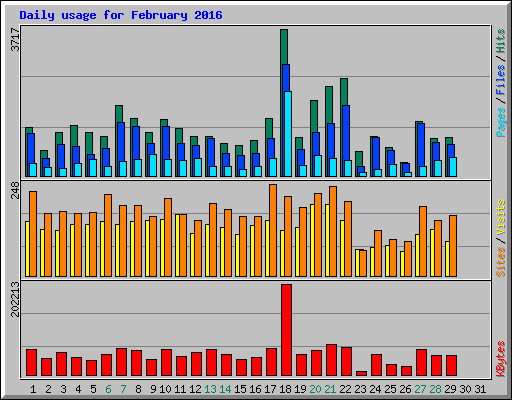 Daily usage for February 2016
3717
Pages / Files / Hits
248
Sites / Visits
202213
KBytes
1 2 3 4 5 6 7 8 9 10 11 12 13 14 15 16 17 18 19 20 21 22 23 24 25 26 27 28 29 30 31